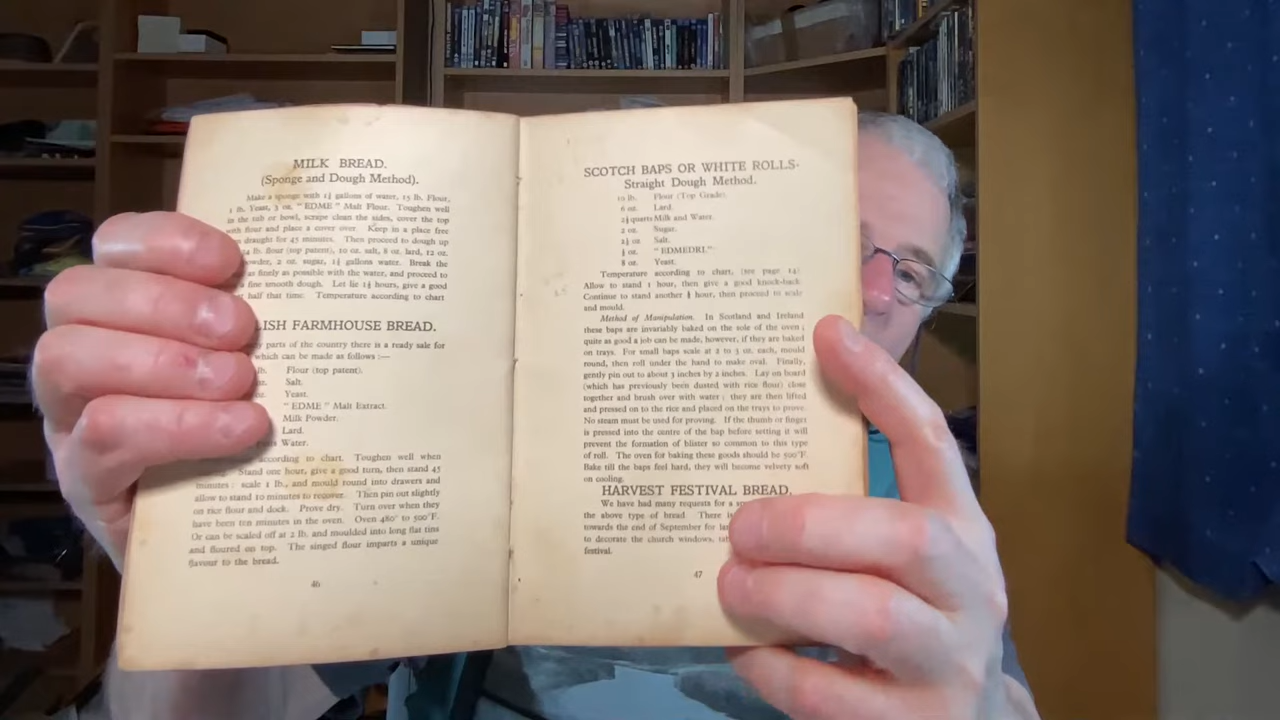 MILK BREAD.
(Sponge and Dough Method).
Make a sponge with 1¼ gallons of water, 15 lb. Flour,
1 lb. Yeast, 3 oz. " EDME " Malt Flour. Toughen well
in the tub or bowl, scrape clean the sides, cover the top
with flour and place a cover over. Keep in a place free
draughts for 45 minutes. Then proceed to dough up
lb. flour (top patent), 10 oz. salt, 8 oz. lard, 12 oz.
2 oz. sugar, 1¼ gallons water. Break the
as finely as possible with the water, and proceed to
a fine smooth dough. Let lie 1½ hours, give a good
half that time. Temperature according to chart
LISH FARMHOUSE BREAD.
parts of the country there is a ready sale for
which can be made as follows :—
lb. Flour (top patent).
oz. Salt.
oz. Yeast.
" EDME " Malt Extract.
Milk Powder.
Lard.
Water.
according to chart. Toughen well when
Stand one hour, give a good turn, then stand 45
minutes : scale 1 lb., and mould round into drawers and
allow to stand 10 minutes to recover. Then pin out slightly
on rice flour and dock. Prove dry. Turn over when they
have been ten minutes in the oven. Oven 480° to 500°F.
Or can be scaled off at 2 lb. and moulded into long flat tins
and floured on top. The singed flour imparts a unique
flavour to the bread.
46
SCOTCH BAPS OR WHITE ROLLS-
Straight Dough Method.
10 lb. Flour (Top Grade).
6 oz. Lard.
2½ quarts Milk and Water.
2 oz. Sugar.
2½ oz. Salt.
oz. " EDMEDRI."
8 oz. Yeast.
Temperature according to chart, (see page 14)
Allow to stand 1 hour, then give a good knock-back.
Continue to stand another ½ hour, then proceed to scale
and mould.
Method of Manipulation. In Scotland and Ireland
these baps are invariably baked on the sole of the oven ;
quite as good a job can be made, however, if they are baked
on trays. For small baps scale at 2 to 3 oz. each, mould
round, then roll under the hand to make oval. Finally,
gently pin out to about 3 inches by 2 inches. Lay on board
(which has previously been dusted with rice flour) close
together and brush over with water ; they are then lifted
and pressed on to the rice and placed on the trays to prove.
No steam must be used for proving. If the thumb or finger
is pressed into the centre of the bap before setting it will
prevent the formation of blister so common to this type
of roll. The oven for baking these goods should be 500°F.
Bake till the baps feel hard, they will become velvety soft
on cooling.
HARVEST FESTIVAL BREAD.
We have had many requests for a
the above type of bread. There is
towards the end of September for
to decorate the church windows,
festival.
47